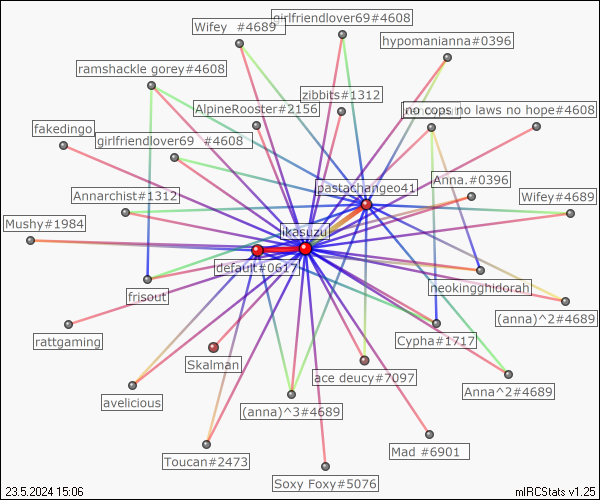 girlfriendlover69#4608
Wifey #4689
hypomanianna#0396
ramshackle gorey#4608
zibbits#1312
AlpineRooster#2156
no cops no laws no hope#4608
fakedingo
girlfriendlover69 #4608
pastachangeo41
Anna.#0396
Annarchist#1312
Wifey#4689
Mushy#1984
likasuzuj
default#0617
neokingghidorah
frisout
(anna)^2#4689
rattgaming
Cypha#1717
Skalman
ace deucy#7097
Anna^2#4689
avelicious
(anna)^3#4689
Mad #6901
Toucan#2473
Soxy Foxy#5076
23.5.2024 15:06
mIRCStats v1.25